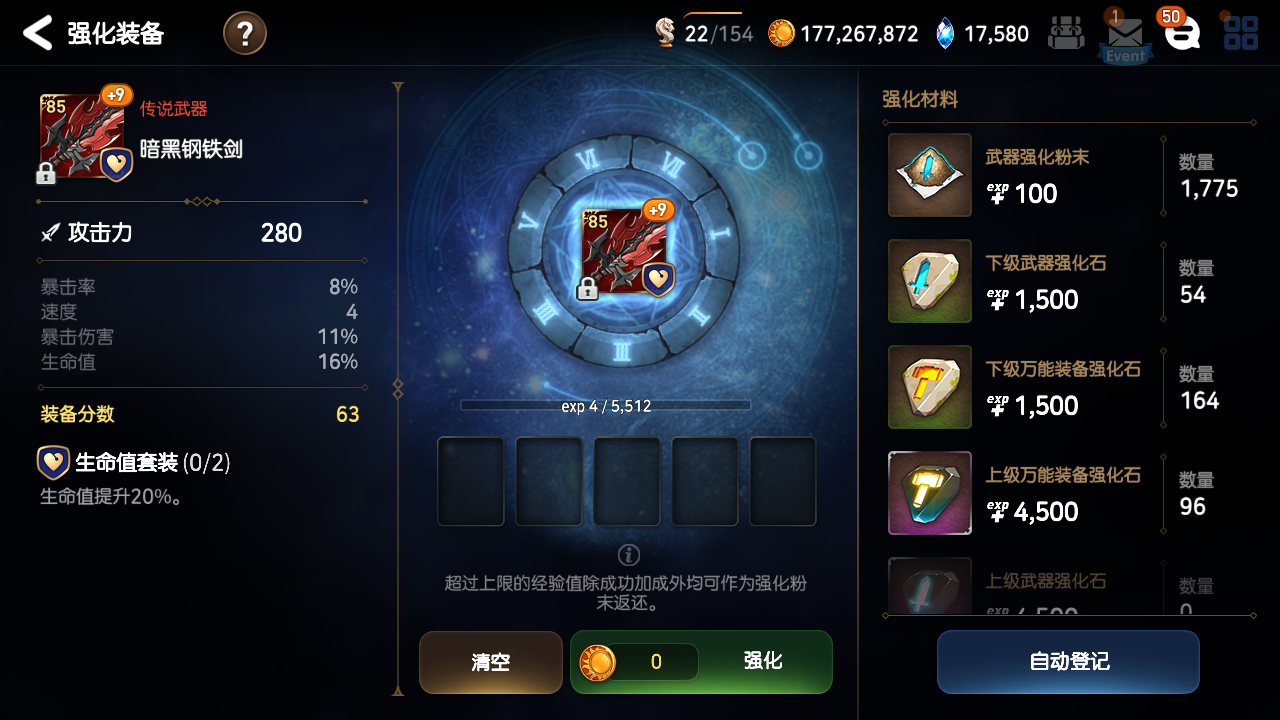 强化装备
?
22/154
177,267,872
17,580
1
Event
50
85
+9
传说武器
暗黑钢铁剑
攻击力 280
暴击率 8%
速度 4
暴击伤害 11%
生命值 16%
装备分数 63
生命值套装 (0/2)
生命值提升20%。
VI
VII
V
I
85
+9
III
II
III
exp 4 / 5,512
超过上限的经验值除成功加成外均可作为强化粉
末返还。
清空
0
强化
强化材料
武器强化粉末
exp 100
数量
1,775
下级武器强化石
exp 1,500
数量
54
下级万能装备强化石
exp 1,500
数量
164
上级万能装备强化石
exp 4,500
数量
96
上级武器强化石
exp 4,500
数量
0
自动登记